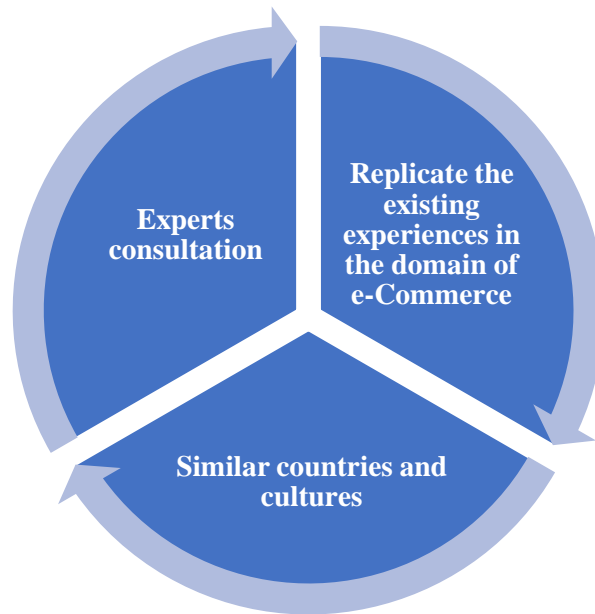 Experts
consultation
Replicate the
existing
experiences in
the domain of
e-Commerce
Similar countries and
cultures